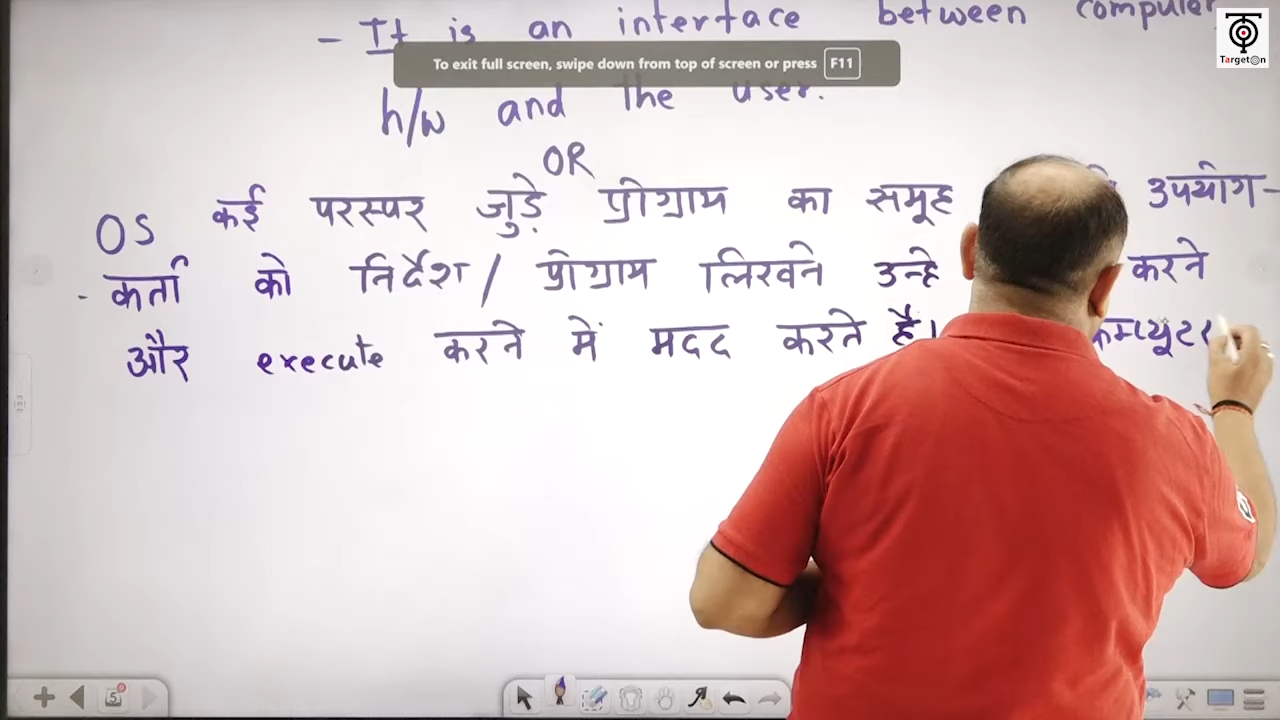 - It is an interface between computer
To exit full screen, swipe down from top of screen or press F11
h/w and the user.
OR
OS कई परस्पर जुड़े प्रोग्राम का समूह उपयोग-
कर्ता को निर्देश / प्रोग्राम लिखने उन्हे करने
और execute करने में मदद करते हैं। कम्प्यूटर
TargetOn
5